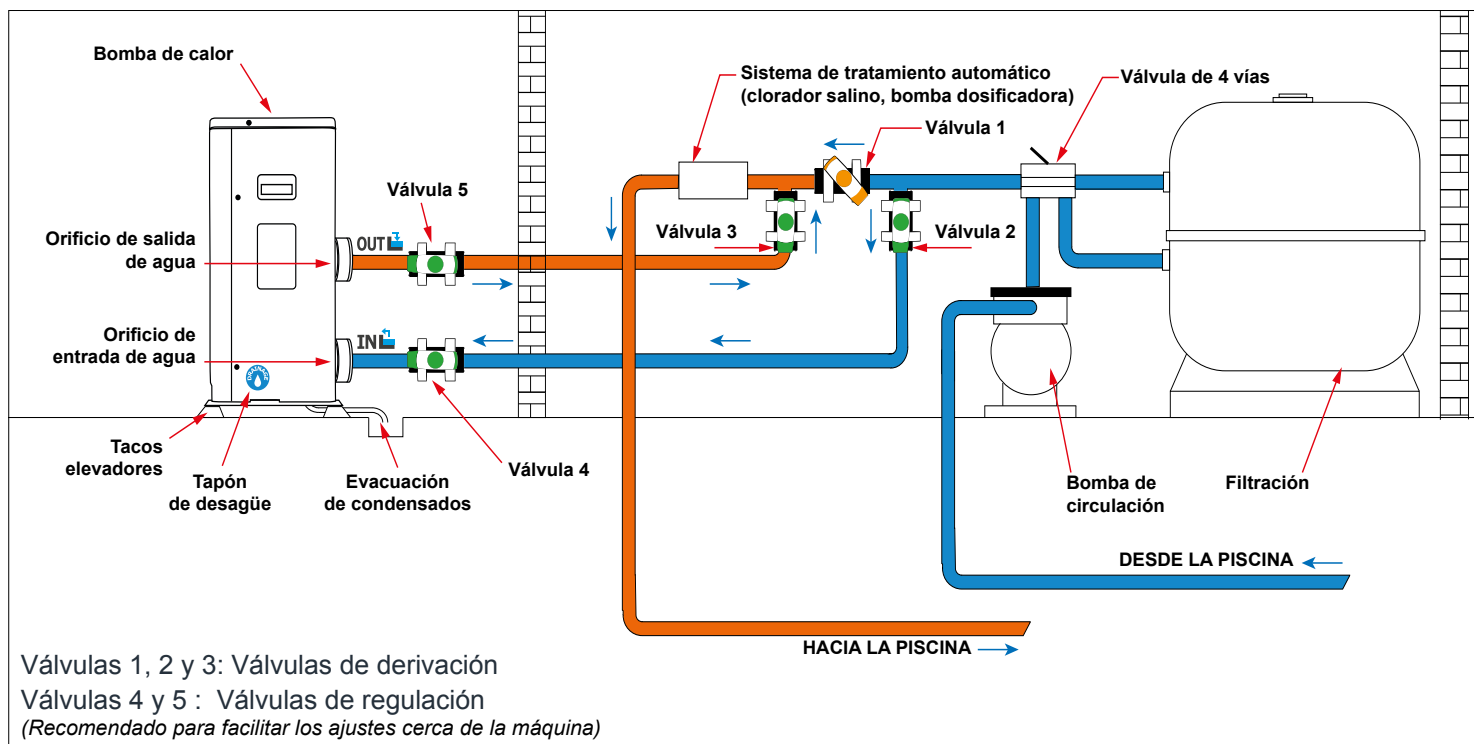 Bomba de calor
Sistema de tratamiento automático
(clorador salino, bomba dosificadora)
Válvula de 4 vías
Válvula 1
Válvula 5
Válvula 3
Válvula 2
Orificio de salida
de agua
OUT
Orificio de
entrada de agua
IN
Tacos
elevadores
Tapón
de desagüe
Evacuación
de condensados
Válvula 4
Bomba de
circulación
Filtración
DESDE LA PISCINA
HACIA LA PISCINA
Válvulas 1, 2 y 3: Válvulas de derivación
Válvulas 4 y 5 : Válvulas de regulación
(Recomendado para facilitar los ajustes cerca de la máquina)